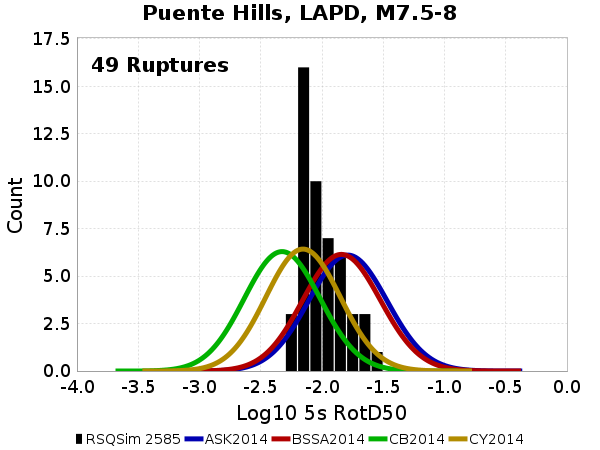 Puente Hills, LAPD, M7.5-8
49 Ruptures
Count
17.5
15.0
12.5
10.0
7.5
5.0
2.5
0.0
-4.0 -3.5 -3.0 -2.5 -2.0 -1.5 -1.0 -0.5 0.0
Log10 5s RotD50
RSQSim 2585 ASK2014 BSSA2014 CB2014 CY2014